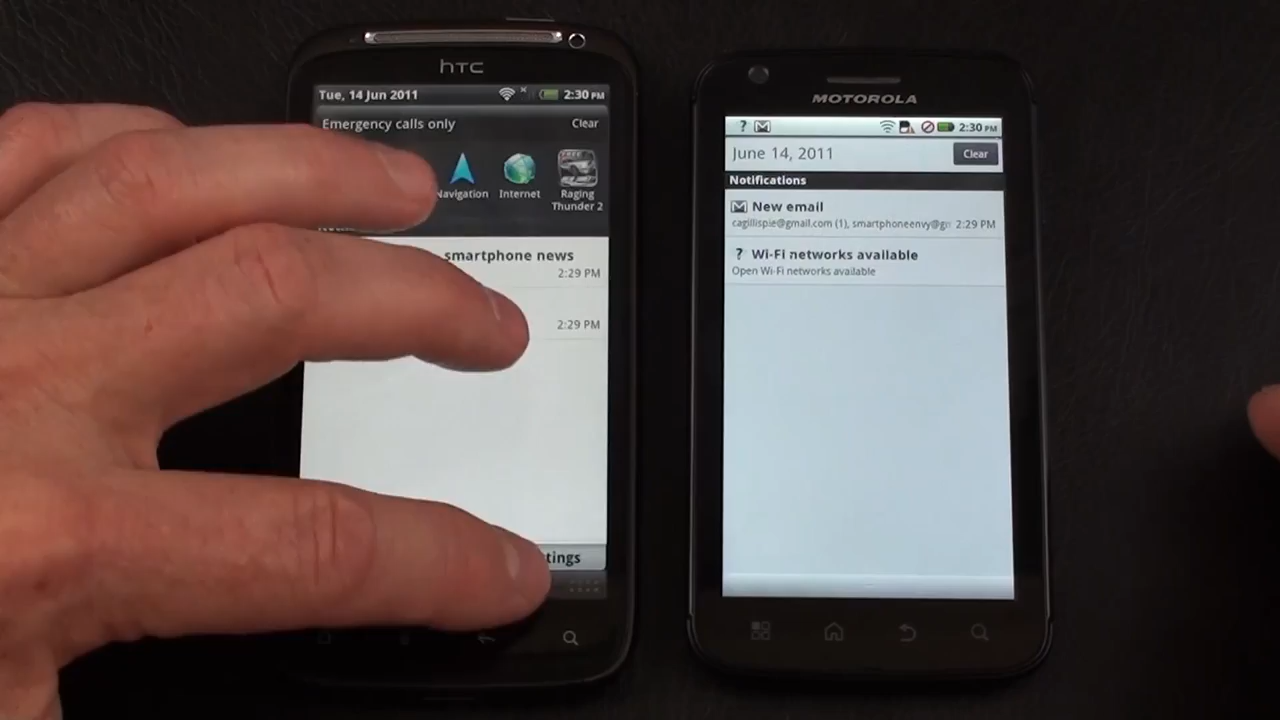 hTC
Tue, 14 Jun 2011
2:30 PM
Emergency calls only
Clear
Navigation
Internet
Raging
Thunder 2
smartphone news
2:29 PM
2:29 PM
tings
MOTOROLA
? 2:30 PM
June 14, 2011
Clear
Notifications
New email
cagillispie@gmail.com (1), smartphoneenvy@g 2:29 PM
? Wi-Fi networks available
Open Wi-Fi networks available